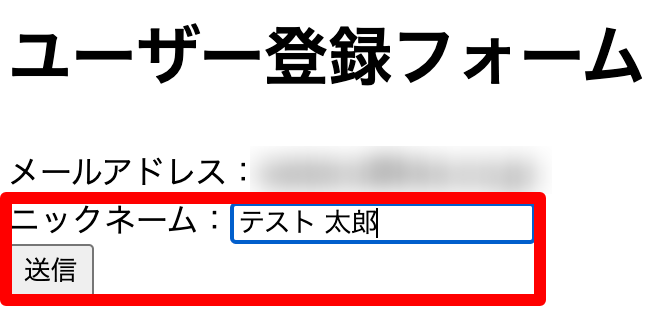 ユーザー登録フォーム
メールアドレス：
ニックネーム：テスト 太郎
送信